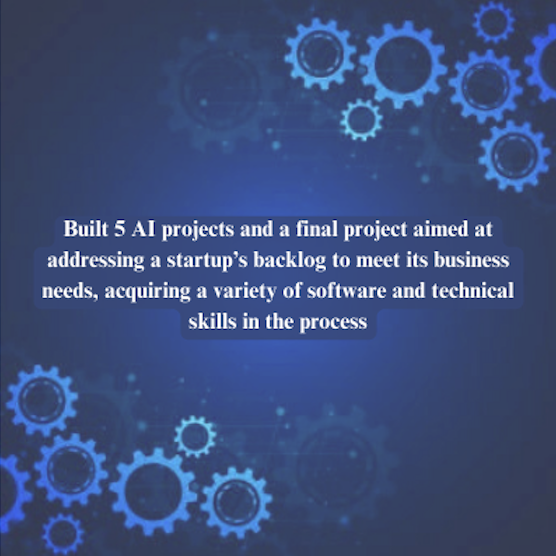 Built 5 AI projects and a final project aimed at
addressing a startup’s backlog to meet its business
needs, acquiring a variety of software and technical
skills in the process